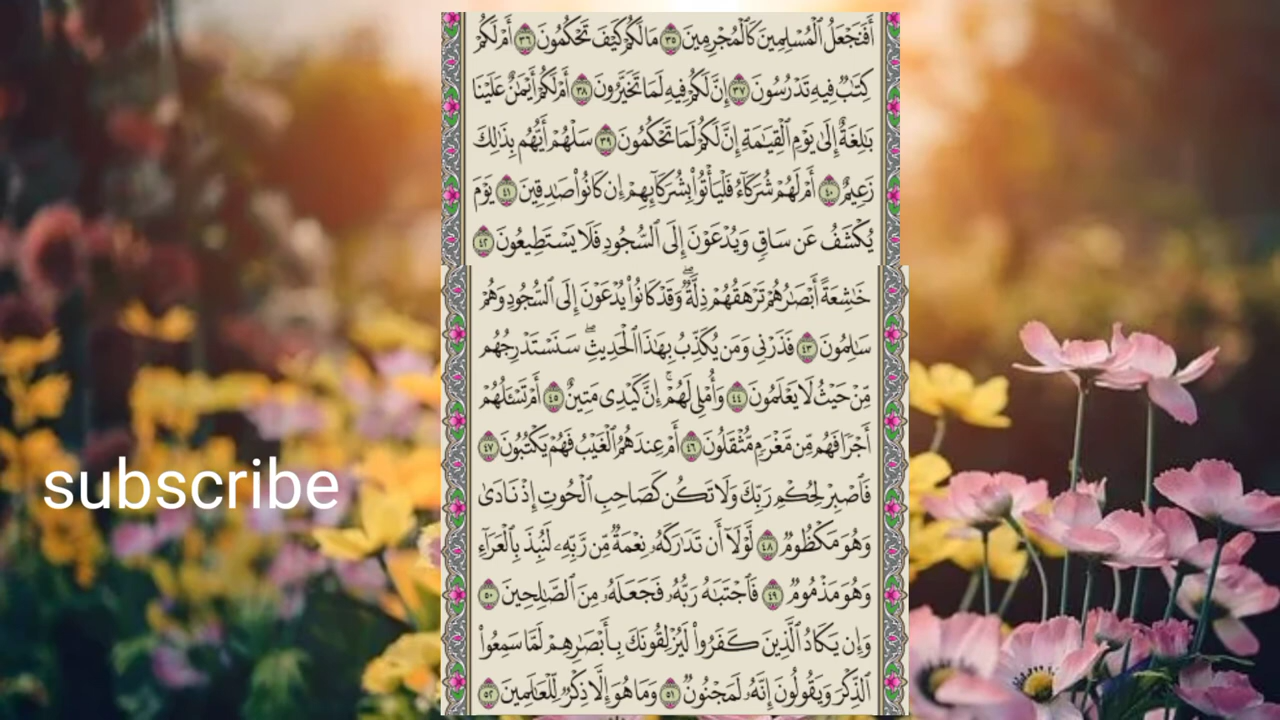 أَفَنَجْعَلُ ٱلْمُسْلِمِينَ كَٱلْمُجْرِمِينَ ٣٥ مَا لَكُمْ كَيْفَ تَحْكُمُونَ ٣٦ أَمْ لَكُمْ
كِتَٰبٌ فِيهِ تَدْرُسُونَ ٣٧ إِنَّ لَكُمْ فِيهِ لَمَا تَخَيَّرُونَ ٣٨ أَمْ لَكُمْ أَيْمَٰنٌ عَلَيْنَا
بَٰلِغَةٌ إِلَىٰ يَوْمِ ٱلْقِيَٰمَةِ إِنَّ لَكُمْ لَمَا تَحْكُمُونَ ٣٩ سَلْهُمْ أَيُّهُم بِذَٰلِكَ
زَعِيمٌ ٤٠ أَمْ لَهُمْ شُرَكَآءُ فَلْيَأْتُوا۟ بِشُرَكَآئِهِمْ إِن كَانُوا۟ صَٰدِقِينَ ٤١ يَوْمَ
يُكْشَفُ عَن سَاقٍ وَيُدْعَوْنَ إِلَى ٱلسُّجُودِ فَلَا يَسْتَطِيعُونَ ٤٢
خَٰشِعَةً أَبْصَٰرُهُمْ تَرْهَقُهُمْ ذِلَّةٌ ۖ وَقَدْ كَانُوا۟ يُدْعَوْنَ إِلَى ٱلسُّجُودِ وَهُمْ
سَٰلِمُونَ ٤٣ فَذَرْنِى وَمَن يُكَذِّبُ بِهَٰذَا ٱلْحَدِيثِ ۖ سَنَسْتَدْرِجُهُم
مِّنْ حَيْثُ لَا يَعْلَمُونَ ٤٤ وَأُمْلِى لَهُمْ ۚ إِنَّ كَيْدِى مَتِينٌ ٤٥ أَمْ تَسْـَٔلُهُمْ
أَجْرًا فَهُم مِّن مَّغْرَمٍ مُّثْقَلُونَ ٤٦ أَمْ عِندَهُمُ ٱلْغَيْبُ فَهُمْ يَكْتُبُونَ ٤٧
فَٱصْبِرْ لِحُكْمِ رَبِّكَ وَلَا تَكُن كَصَاحِبِ ٱلْحُوتِ إِذْ نَادَىٰ
وَهُوَ مَكْظُومٌ ٤٨ لَّوْلَآ أَن تَدَٰرَكَهُۥ نِعْمَةٌ مِّن رَّبِّهِۦ لَنُبِذَ بِٱلْعَرَآءِ
وَهُوَ مَذْمُومٌ ٤٩ فَٱجْتَبَٰهُ رَبُّهُۥ فَجَعَلَهُۥ مِنَ ٱلصَّٰلِحِينَ ٥٠
وَإِن يَكَادُ ٱلَّذِينَ كَفَرُوا۟ لَيُزْلِقُونَكَ بِأَبْصَٰرِهِمْ لَمَّا سَمِعُوا۟
ٱلذِّكْرَ وَيَقُولُونَ إِنَّهُۥ لَمَجْنُونٌ ٥١ وَمَا هُوَ إِلَّا ذِكْرٌ لِّلْعَٰلَمِينَ ٥٢
subscribe